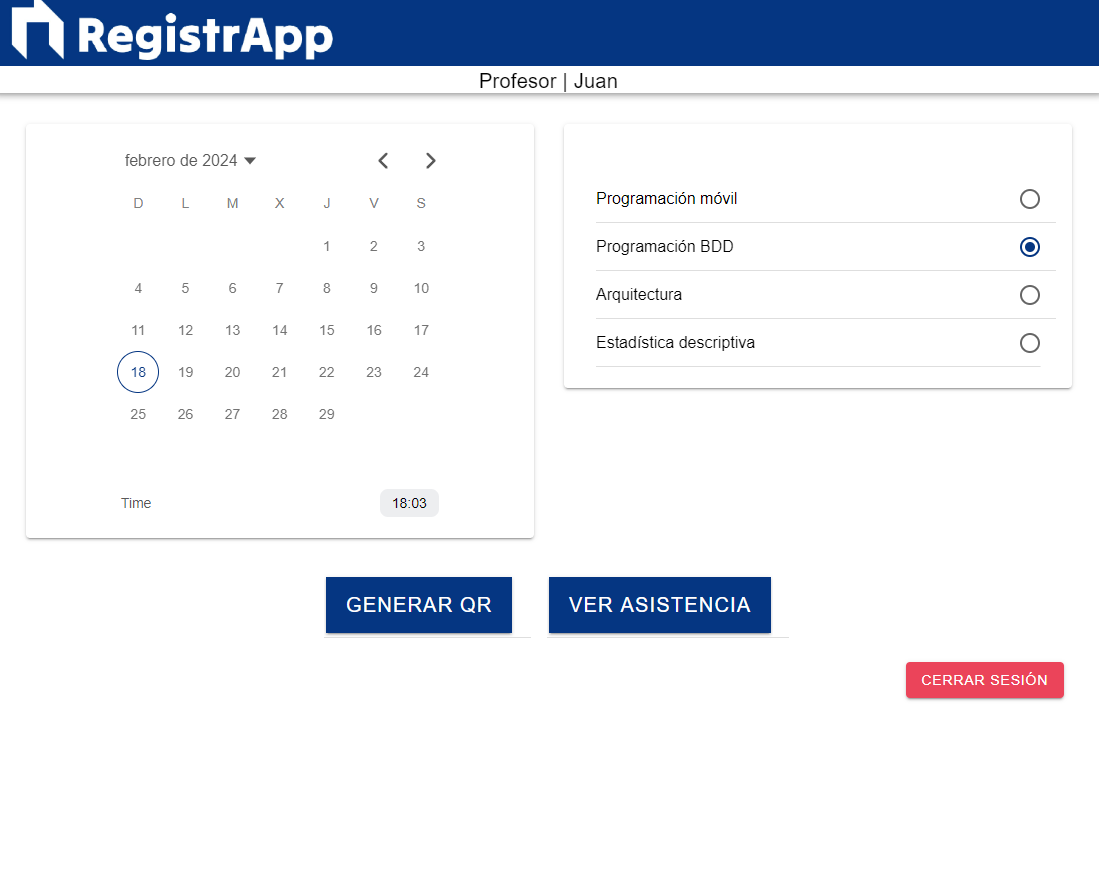 RegistrApp
Profesor | Juan
febrero de 2024
D L M X J V S
1 2 3
4 5 6 7 8 9 10
11 12 13 14 15 16 17
18 19 20 21 22 23 24
25 26 27 28 29
Time 18:03
Programación móvil
Programación BDD
Arquitectura
Estadística descriptiva
GENERAR QR VER ASISTENCIA
CERRAR SESIÓN